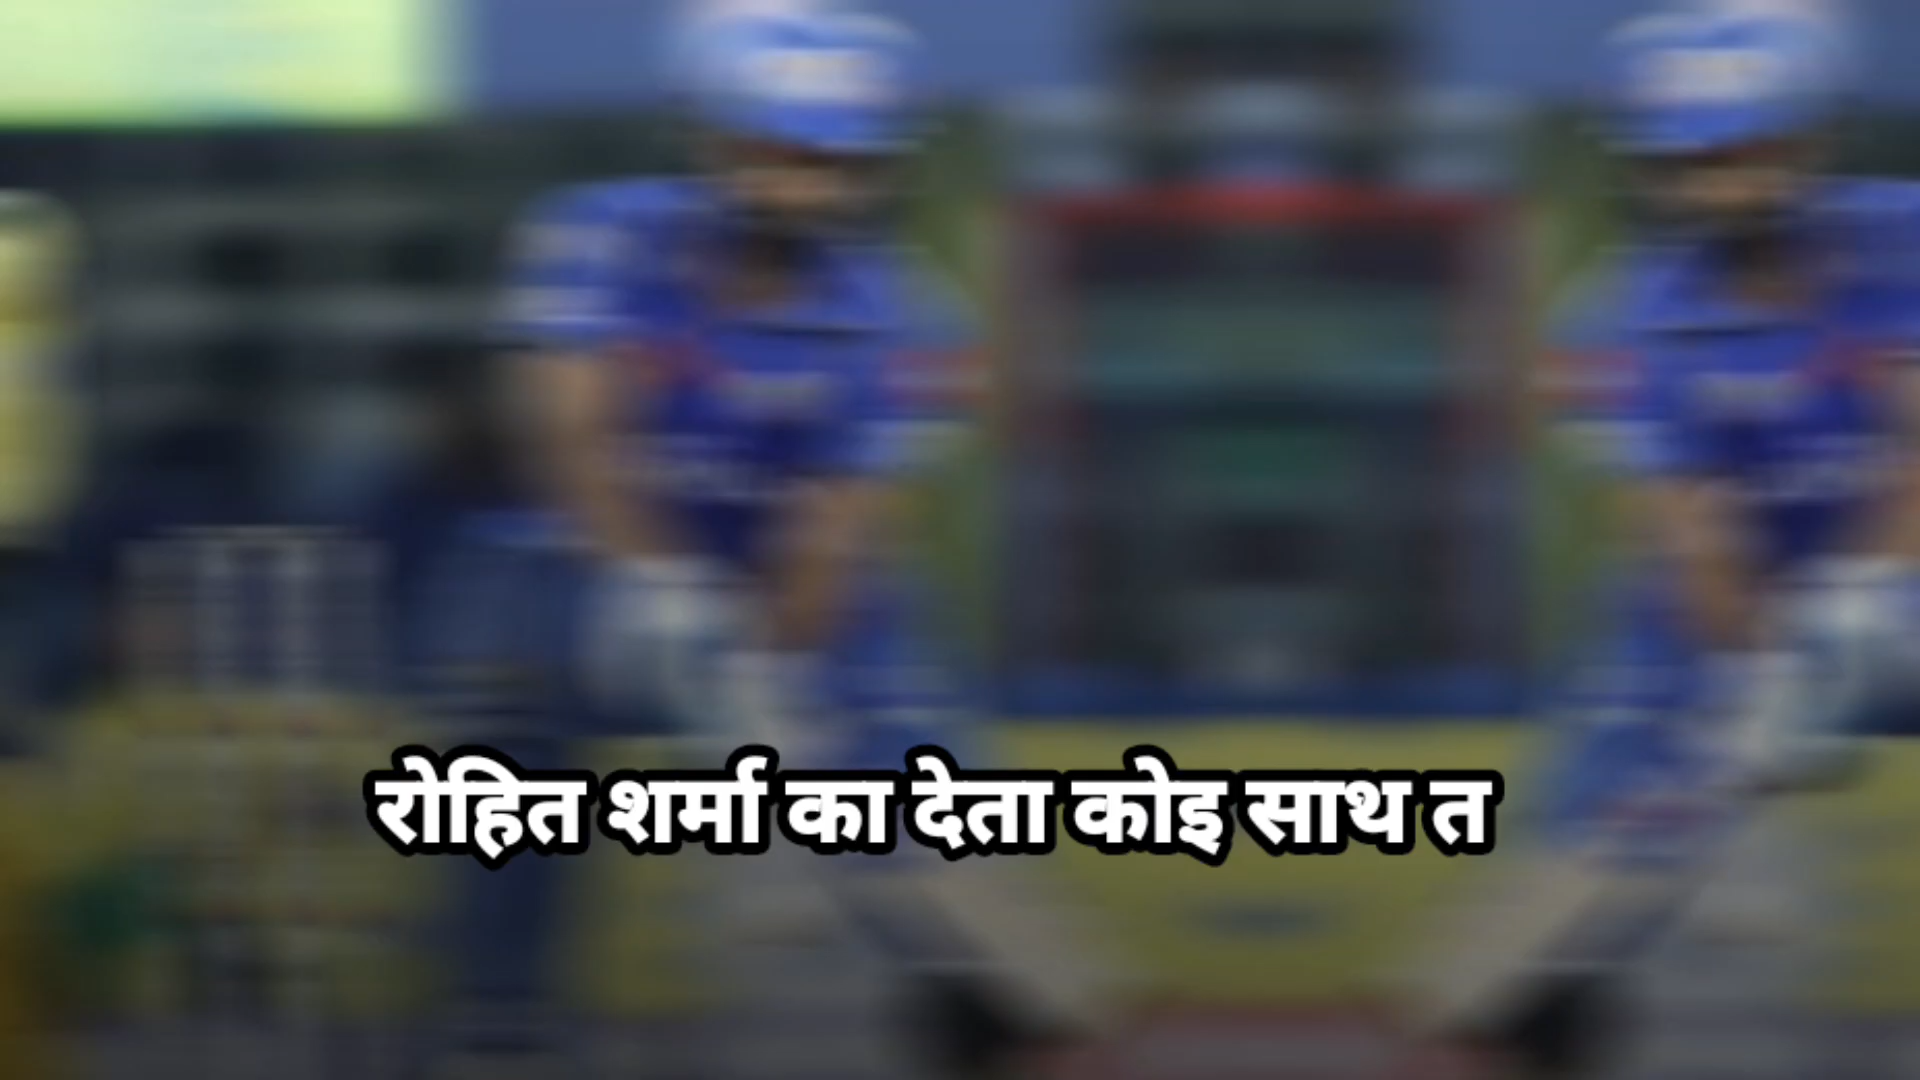 रोहित शर्मा का देता कोइ साथ त